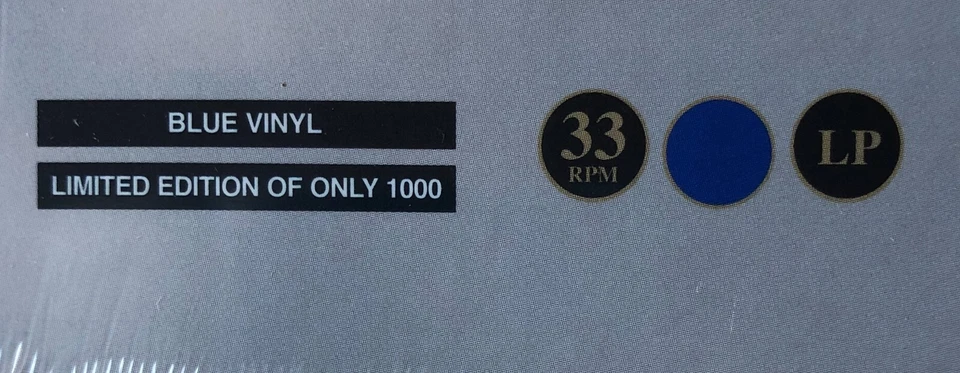 BLUE VINYL
LIMITED EDITION OF ONLY 1000
33
RPM
LP